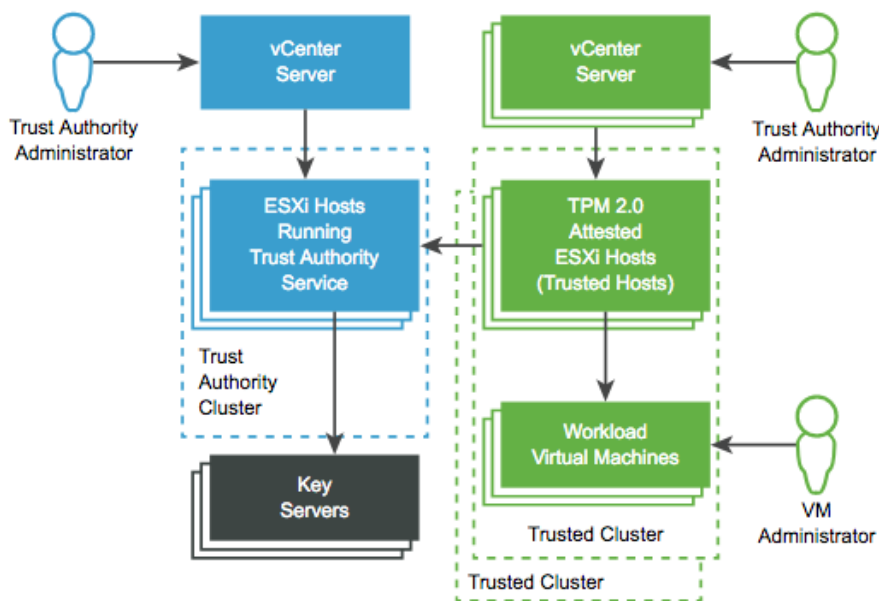 vCenter
Server
vCenter
Server
Trust Authority
Administrator
Trust Authority
Administrator
ESXi Hosts
Running
Trust Authority
Service
TPM 2.0
Attested
ESXi Hosts
(Trusted Hosts)
Trust
Authority
Cluster
Workload
Virtual Machines
Key
Servers
VM
Administrator
Trusted Cluster
Trusted Cluster